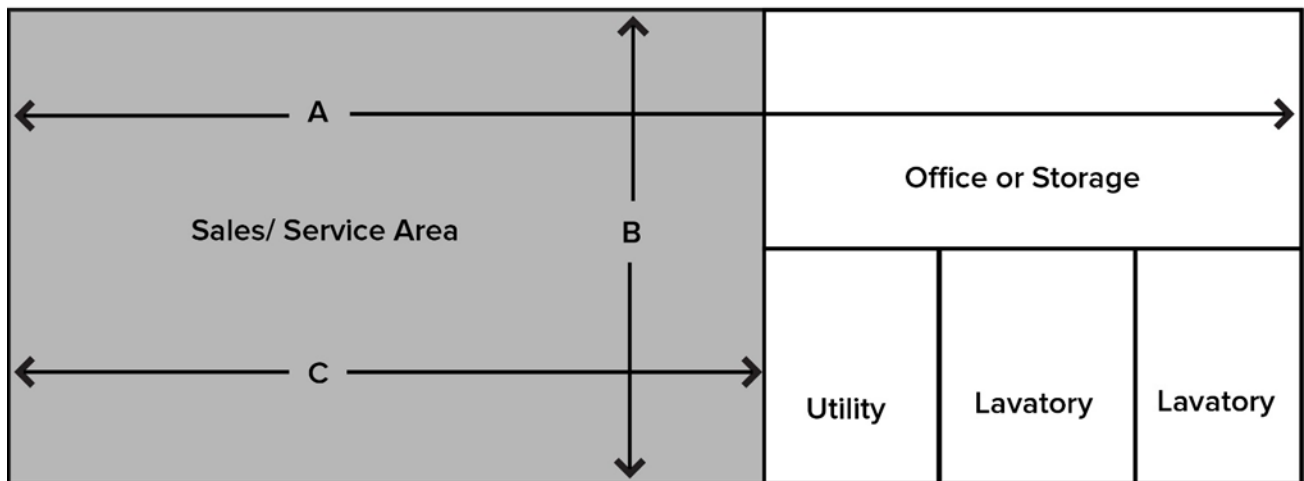 A
Office or Storage
Sales/ Service Area
B
C
Utility
Lavatory
Lavatory